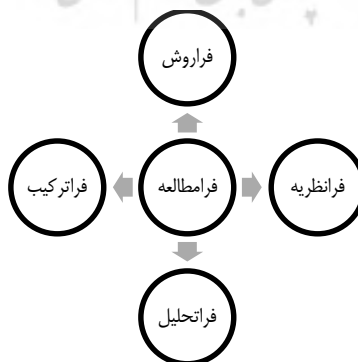 فراروش
فرانظریه
فرامطالعه
فراترکیب
فراتحلیل